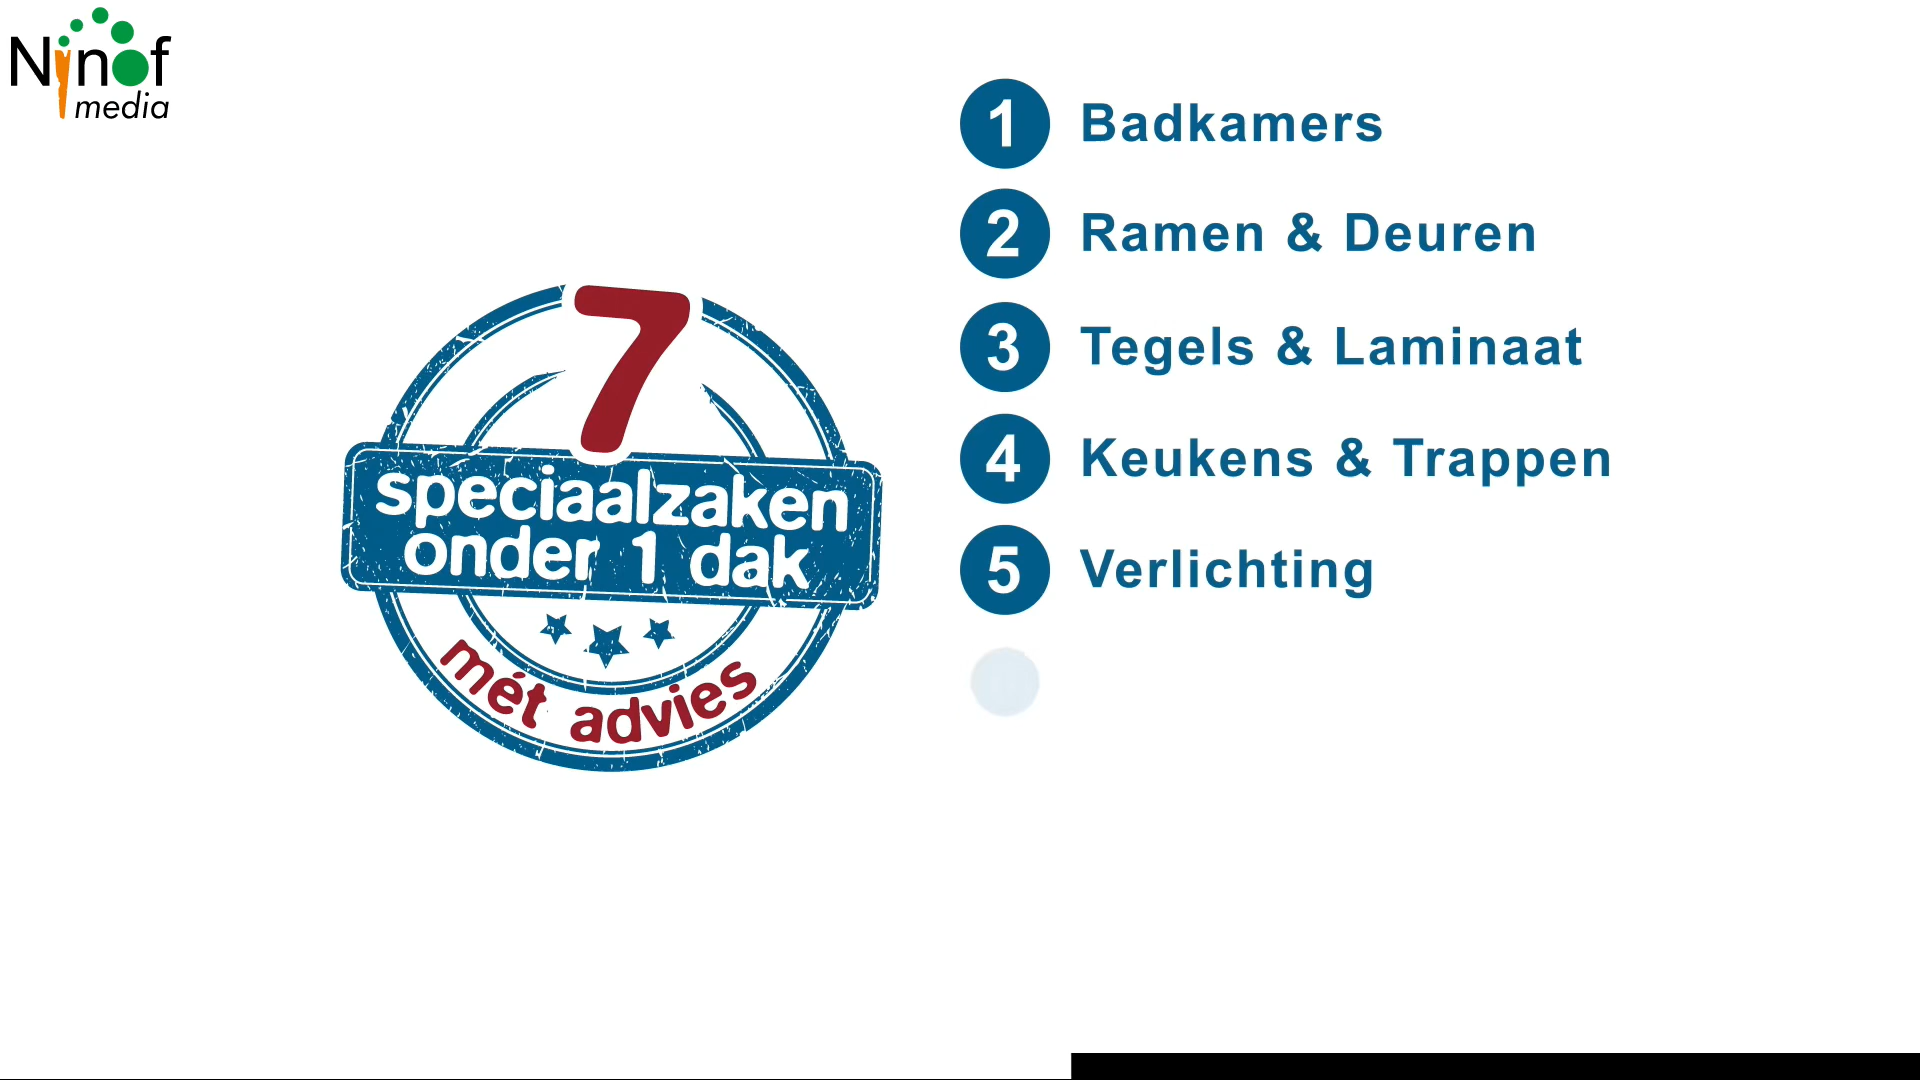 Ninof
media
1 Badkamers
2 Ramen & Deuren
3 Tegels & Laminaat
4 Keukens & Trappen
5 Verlichting
7
speciaalzaken
onder 1 dak
mét advies